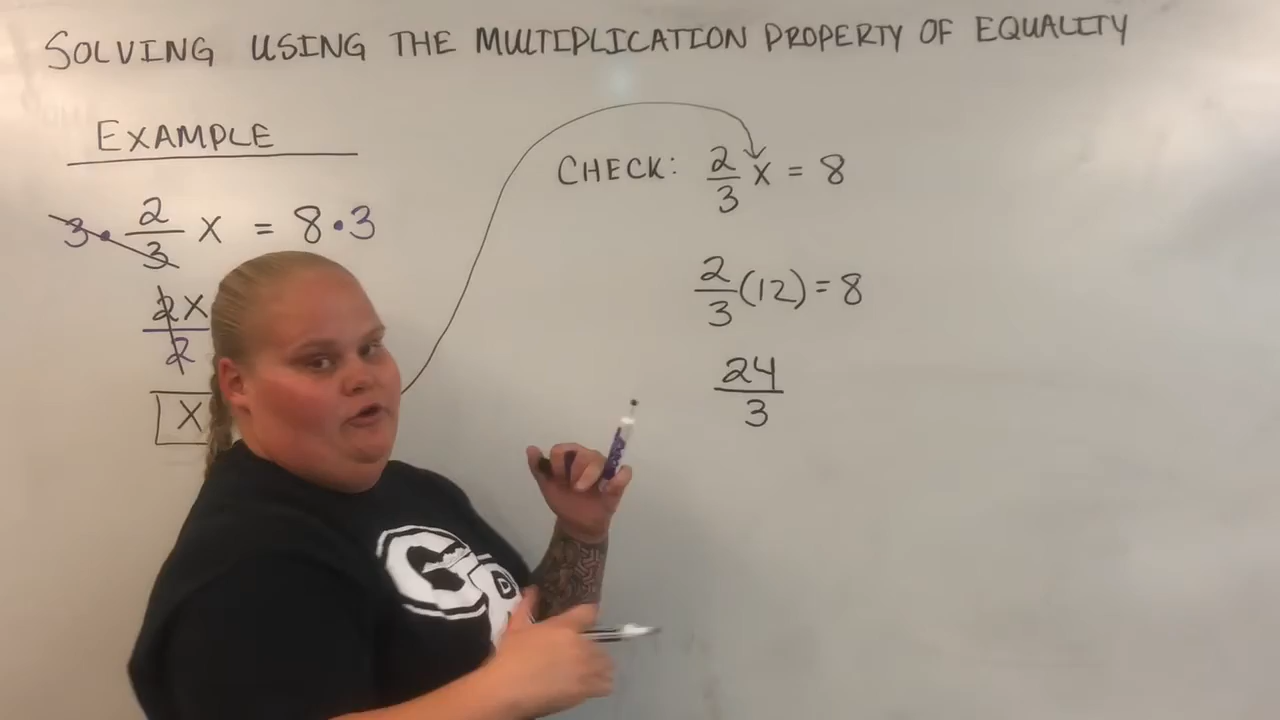 SOLVING USING THE MULTIPLICATION PROPERTY OF EQUALITY
EXAMPLE
3 · 2/3 x = 8 · 3
2x
2
x
CHECK: 2/3 x = 8
2/3 (12) = 8
24/3